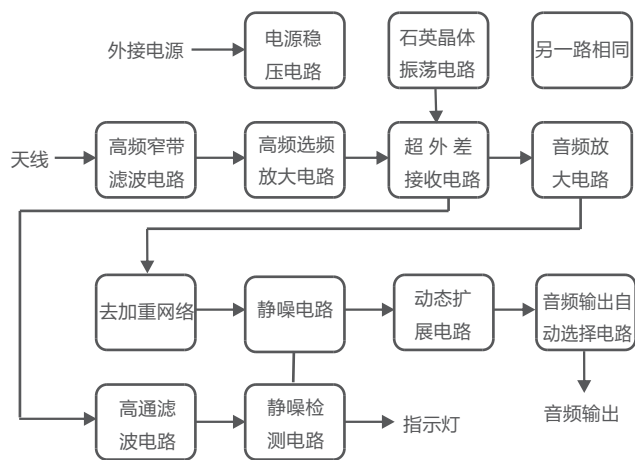 外接电源
电源稳
压电路
石英晶体
振荡电路
另一路相同
天线
高频窄带
滤波电路
高频选频
放大电路
超外差
接收电路
音频放
大电路
去加重网络
静噪电路
动态扩
展电路
音频输出自
动选择电路
高通滤
波电路
静噪检
测电路
指示灯
音频输出